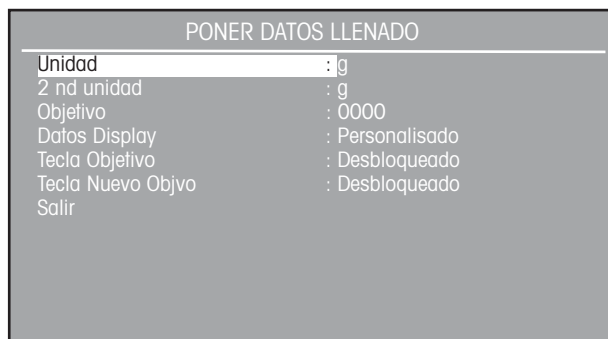 PONER DATOS LLENADO
Unidad : g
2 nd unidad : g
Objetivo : 0000
Datos Display : Personalisado
Tecla Objetivo : Desbloqueado
Tecla Nuevo Objvo : Desbloqueado
Salir